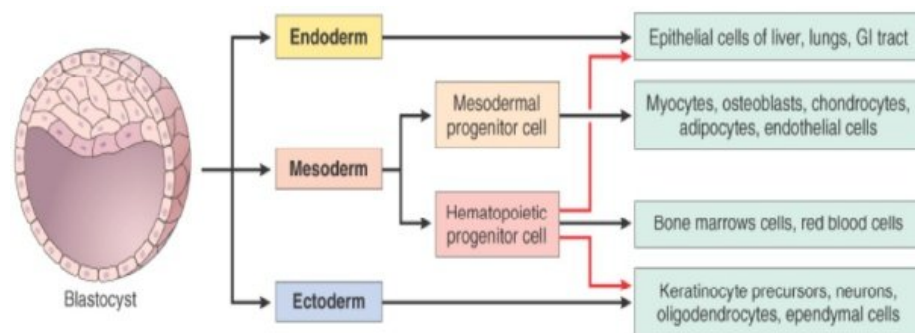 Endoderm
Epithelial cells of liver, lungs, GI tract
Mesodermal
progenitor cell
Myocytes, osteoblasts, chondrocytes,
adipocytes, endothelial cells
Mesoderm
Hematopoietic
progenitor cell
Bone marrows cells, red blood cells
Blastocyst
Ectoderm
Keratinocyte precursors, neurons,
oligodendrocytes, ependymal cells